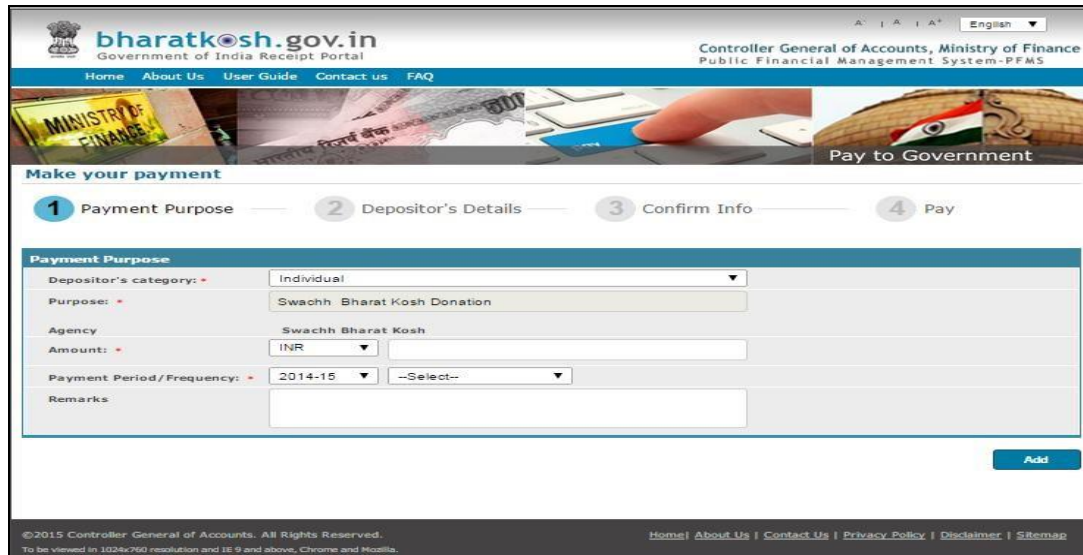 A- | A | A+ English
bharatkosh.gov.in
Government of India Receipt Portal
Controller General of Accounts, Ministry of Finance
Public Financial Management System-PFMS
Home About Us User Guide Contact us FAQ
MINISTRY OF
FINANCE
भारतीय रिज़र्व बैंक
Pay to Government
Make your payment
1 Payment Purpose 2 Depositor's Details 3 Confirm Info 4 Pay
Payment Purpose
Depositor's category: * Individual
Purpose: * Swachh Bharat Kosh Donation
Agency Swachh Bharat Kosh
Amount: * INR
Payment Period/Frequency: * 2014-15 --Select--
Remarks
Add
©2015 Controller General of Accounts. All Rights Reserved.
Home| About Us | Contact Us | Privacy Policy | Disclaimer | Sitemap
To be viewed in 1024x760 resolution and IE 9 and above, Chrome and Mozilla.